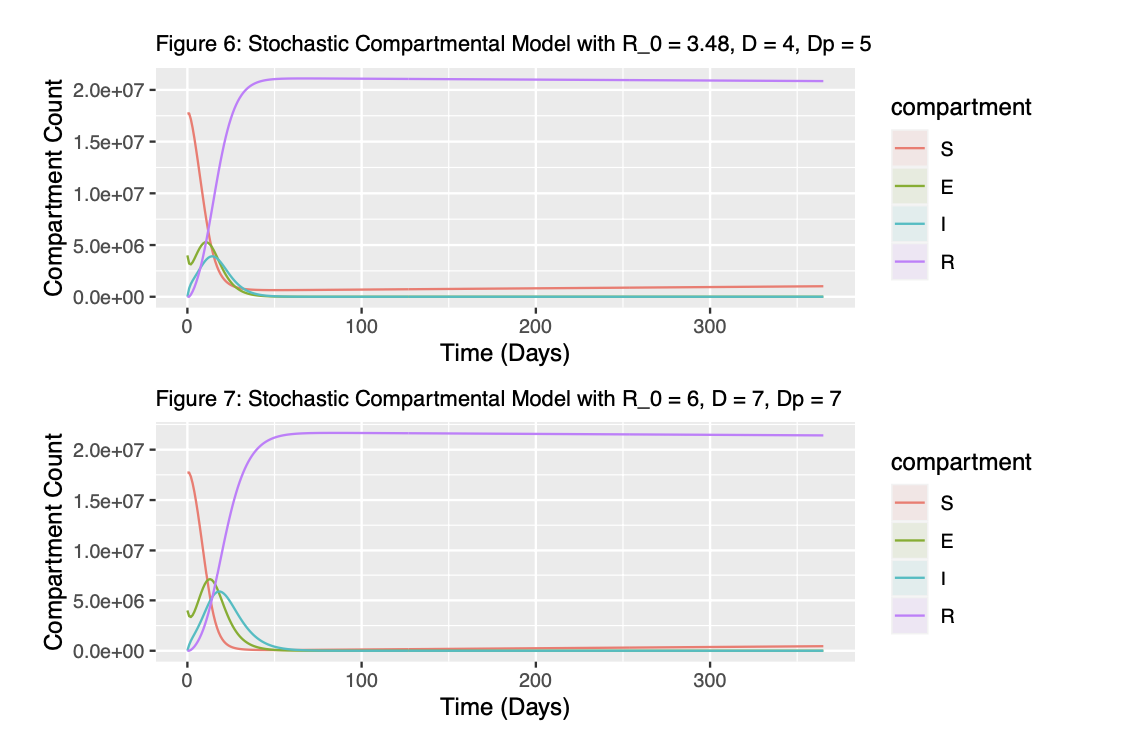 Figure 6: Stochastic Compartmental Model with R_0 = 3.48, D = 4, Dp = 5
Compartment Count
2.0e+07
1.5e+07
1.0e+07
5.0e+06
0.0e+00
0 100 200 300
Time (Days)
compartment
S
E
I
R
Figure 7: Stochastic Compartmental Model with R_0 = 6, D = 7, Dp = 7
Compartment Count
2.0e+07
1.5e+07
1.0e+07
5.0e+06
0.0e+00
0 100 200 300
Time (Days)
compartment
S
E
I
R